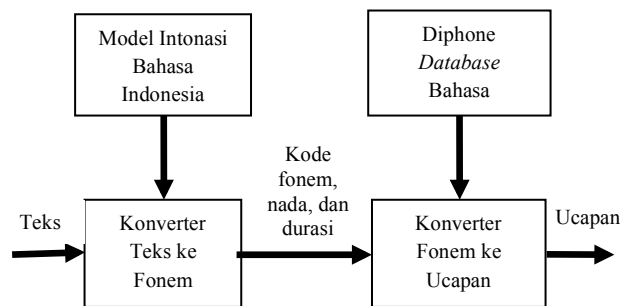 Model Intonasi
Bahasa
Indonesia
Diphone
Database
Bahasa
Kode
fonem,
nada, dan
durasi
Teks
Konverter
Teks ke
Fonem
Konverter
Fonem ke
Ucapan
Ucapan